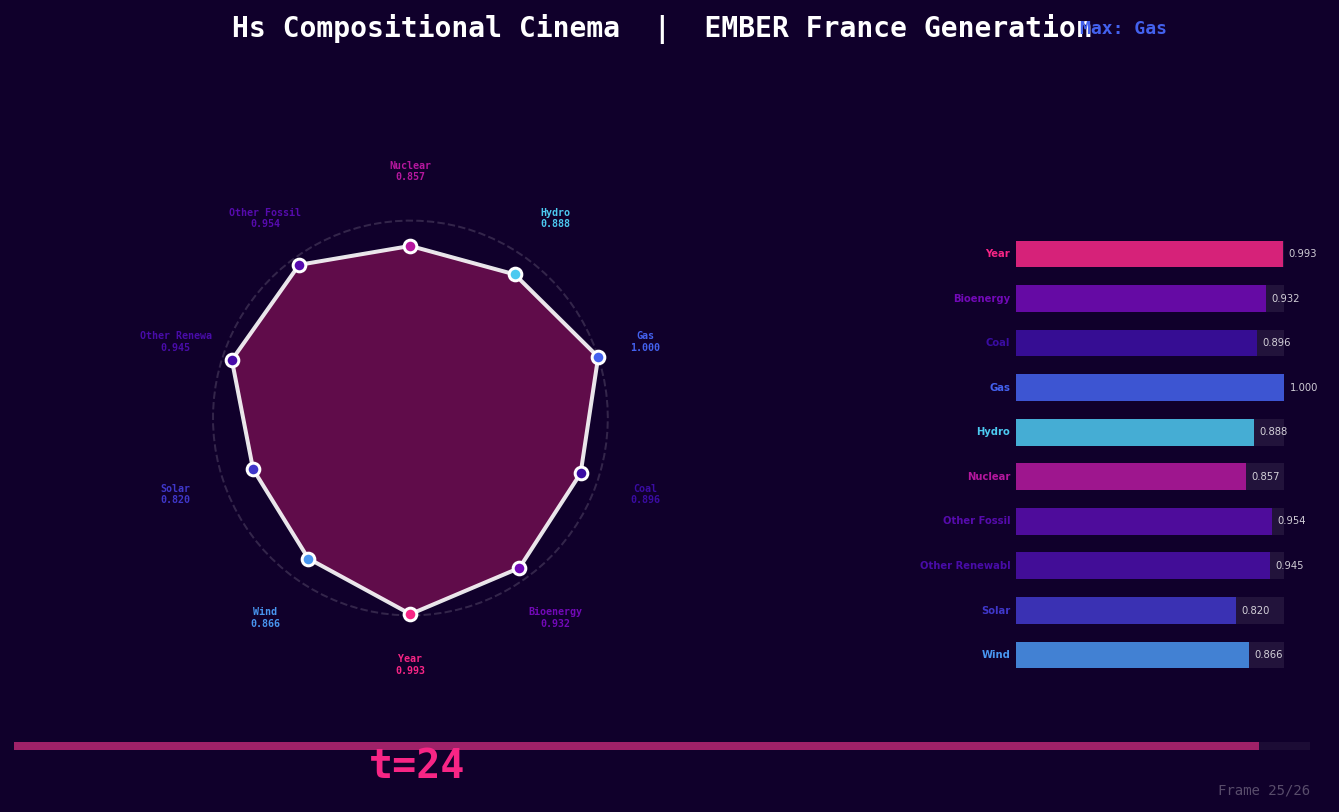 Hs Compositional Cinema | EMBER France Generation
Max: Gas
Nuclear
0.857
Other Fossil
0.954
Hydro
0.888
Other Renewa
0.945
Gas
1.000
Solar
0.820
Coal
0.896
Wind
0.866
Bioenergy
0.932
Year
0.993
Year 0.993
Bioenergy 0.932
Coal 0.896
Gas 1.000
Hydro 0.888
Nuclear 0.857
Other Fossil 0.954
Other Renewabl 0.945
Solar 0.820
Wind 0.866
t=24
Frame 25/26